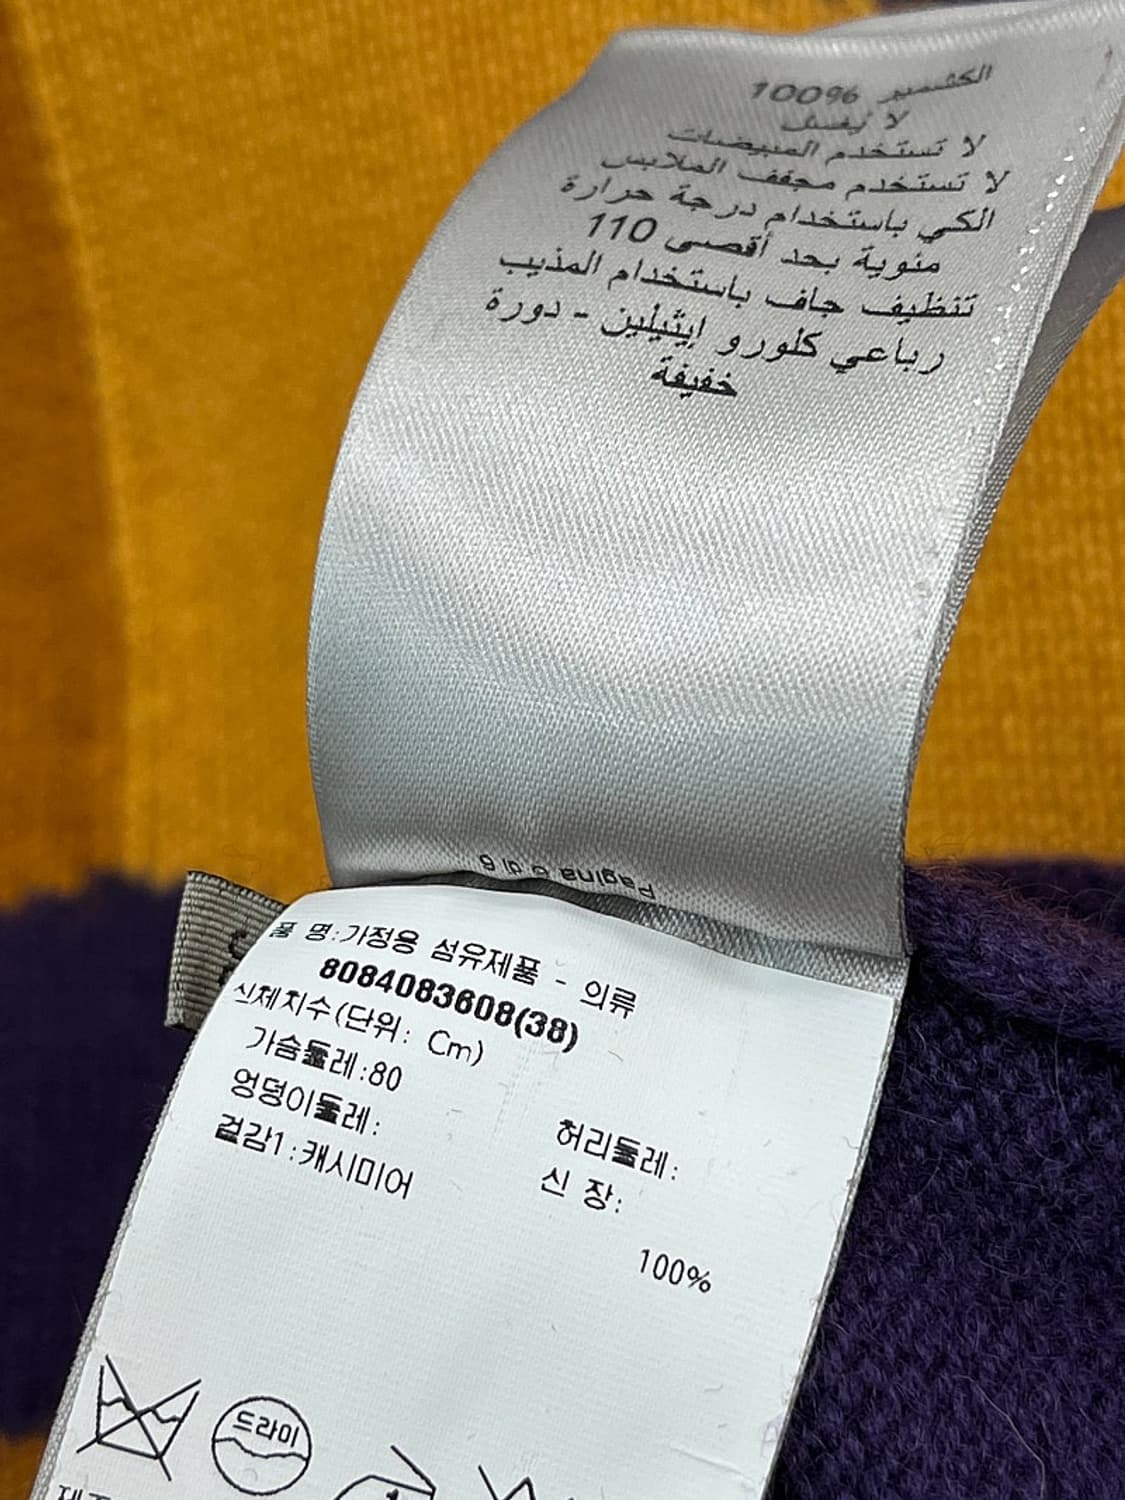 الكشمير 100%
لا يُغسل
لا تستخدم المبيضات
لا تستخدم مجفف الملابس
الكي باستخدام درجة حرارة
مئوية بحد أقصى 110
تنظيف جاف باستخدام المذيب
رباعي كلورو إيثيلين - دورة
خفيفة
Pagina 6 di 6
품 명:가정용 섬유제품 - 의류
8084083608(38)
신체치수(단위: Cm)
가슴둘레:80
허리둘레:
엉덩이둘레:
신 장:
겉감1:캐시미어
100%
드라이